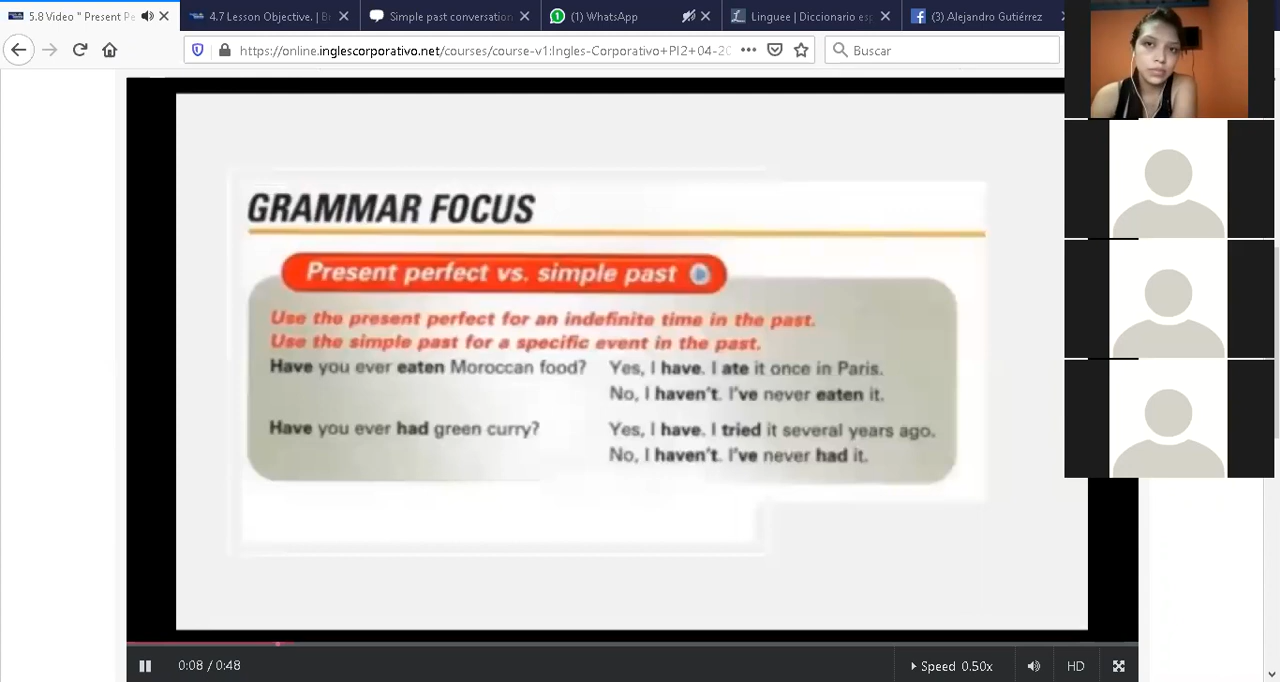 5.8 Video " Present Pe
4.7 Lesson Objective. | Br
Simple past conversation
(1) WhatsApp
Linguee | Diccionario esp
(3) Alejandro Gutiérrez
https://online.inglescorporativo.net/courses/course-v1:Ingles-Corporativo+PI2+04-20
Buscar
GRAMMAR FOCUS
Present perfect vs. simple past
Use the present perfect for an indefinite time in the past.
Use the simple past for a specific event in the past.
Have you ever eaten Moroccan food? Yes, I have. I ate it once in Paris.
No, I haven't. I've never eaten it.
Have you ever had green curry? Yes, I have. I tried it several years ago.
No, I haven't. I've never had it.
0:08 / 0:48
Speed 0.50x
HD